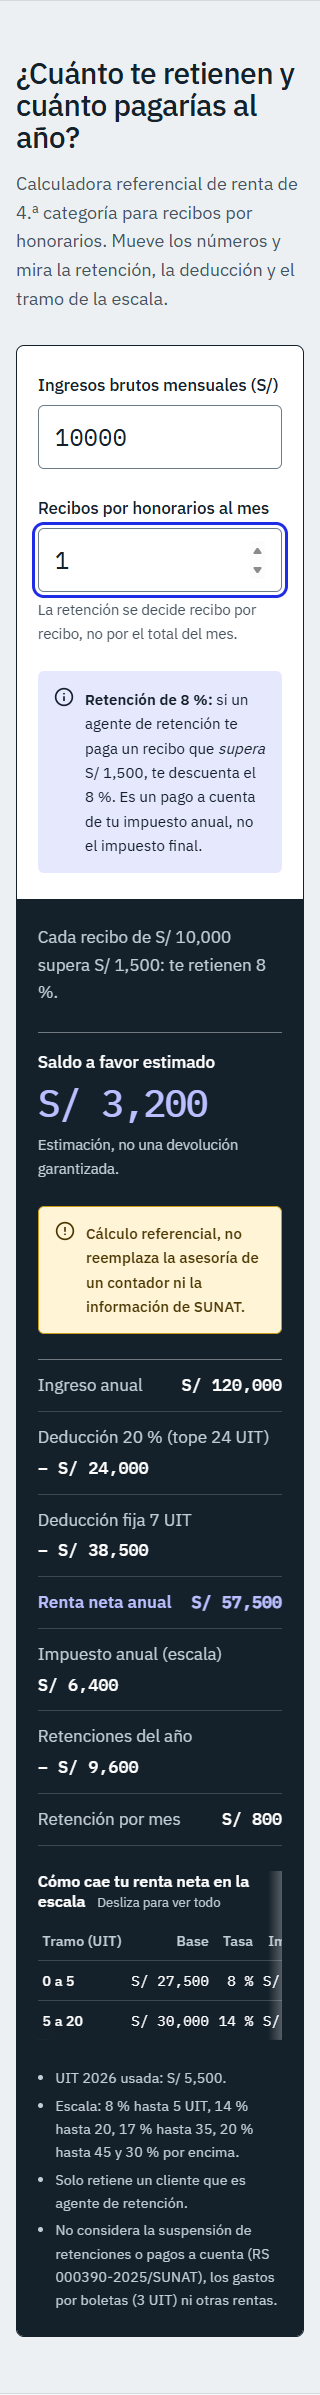 ¿Cuánto te retienen y
cuánto pagarías al
año?
Calculadora referencial de renta de
4.ª categoría para recibos por
honorarios. Mueve los números y
mira la retención, la deducción y el
tramo de la escala.
Ingresos brutos mensuales (S/)
10000
Recibos por honorarios al mes
1
La retención se decide recibo por
recibo, no por el total del mes.
Retención de 8 %: si un
agente de retención te
paga un recibo que supera
S/ 1,500, te descuenta el
8 %. Es un pago a cuenta
de tu impuesto anual, no
el impuesto final.
Cada recibo de S/ 10,000
supera S/ 1,500: te retienen 8
%.
Saldo a favor estimado
S/ 3,200
Estimación, no una devolución
garantizada.
Cálculo referencial, no
reemplaza la asesoría de
un contador ni la
información de SUNAT.
Ingreso anual S/ 120,000
Deducción 20 % (tope 24 UIT)
− S/ 24,000
Deducción fija 7 UIT
− S/ 38,500
Renta neta anual S/ 57,500
Impuesto anual (escala)
S/ 6,400
Retenciones del año
− S/ 9,600
Retención por mes S/ 800
Cómo cae tu renta neta en la
escala Desliza para ver todo
Tramo (UIT) Base Tasa
0 a 5 S/ 27,500 8 % S/
5 a 20 S/ 30,000 14 % S/
• UIT 2026 usada: S/ 5,500.
• Escala: 8 % hasta 5 UIT, 14 %
hasta 20, 17 % hasta 35, 20 %
hasta 45 y 30 % por encima.
• Solo retiene un cliente que es
agente de retención.
• No considera la suspensión de
retenciones o pagos a cuenta (RS
000390-2025/SUNAT), los gastos
por boletas (3 UIT) ni otras rentas.